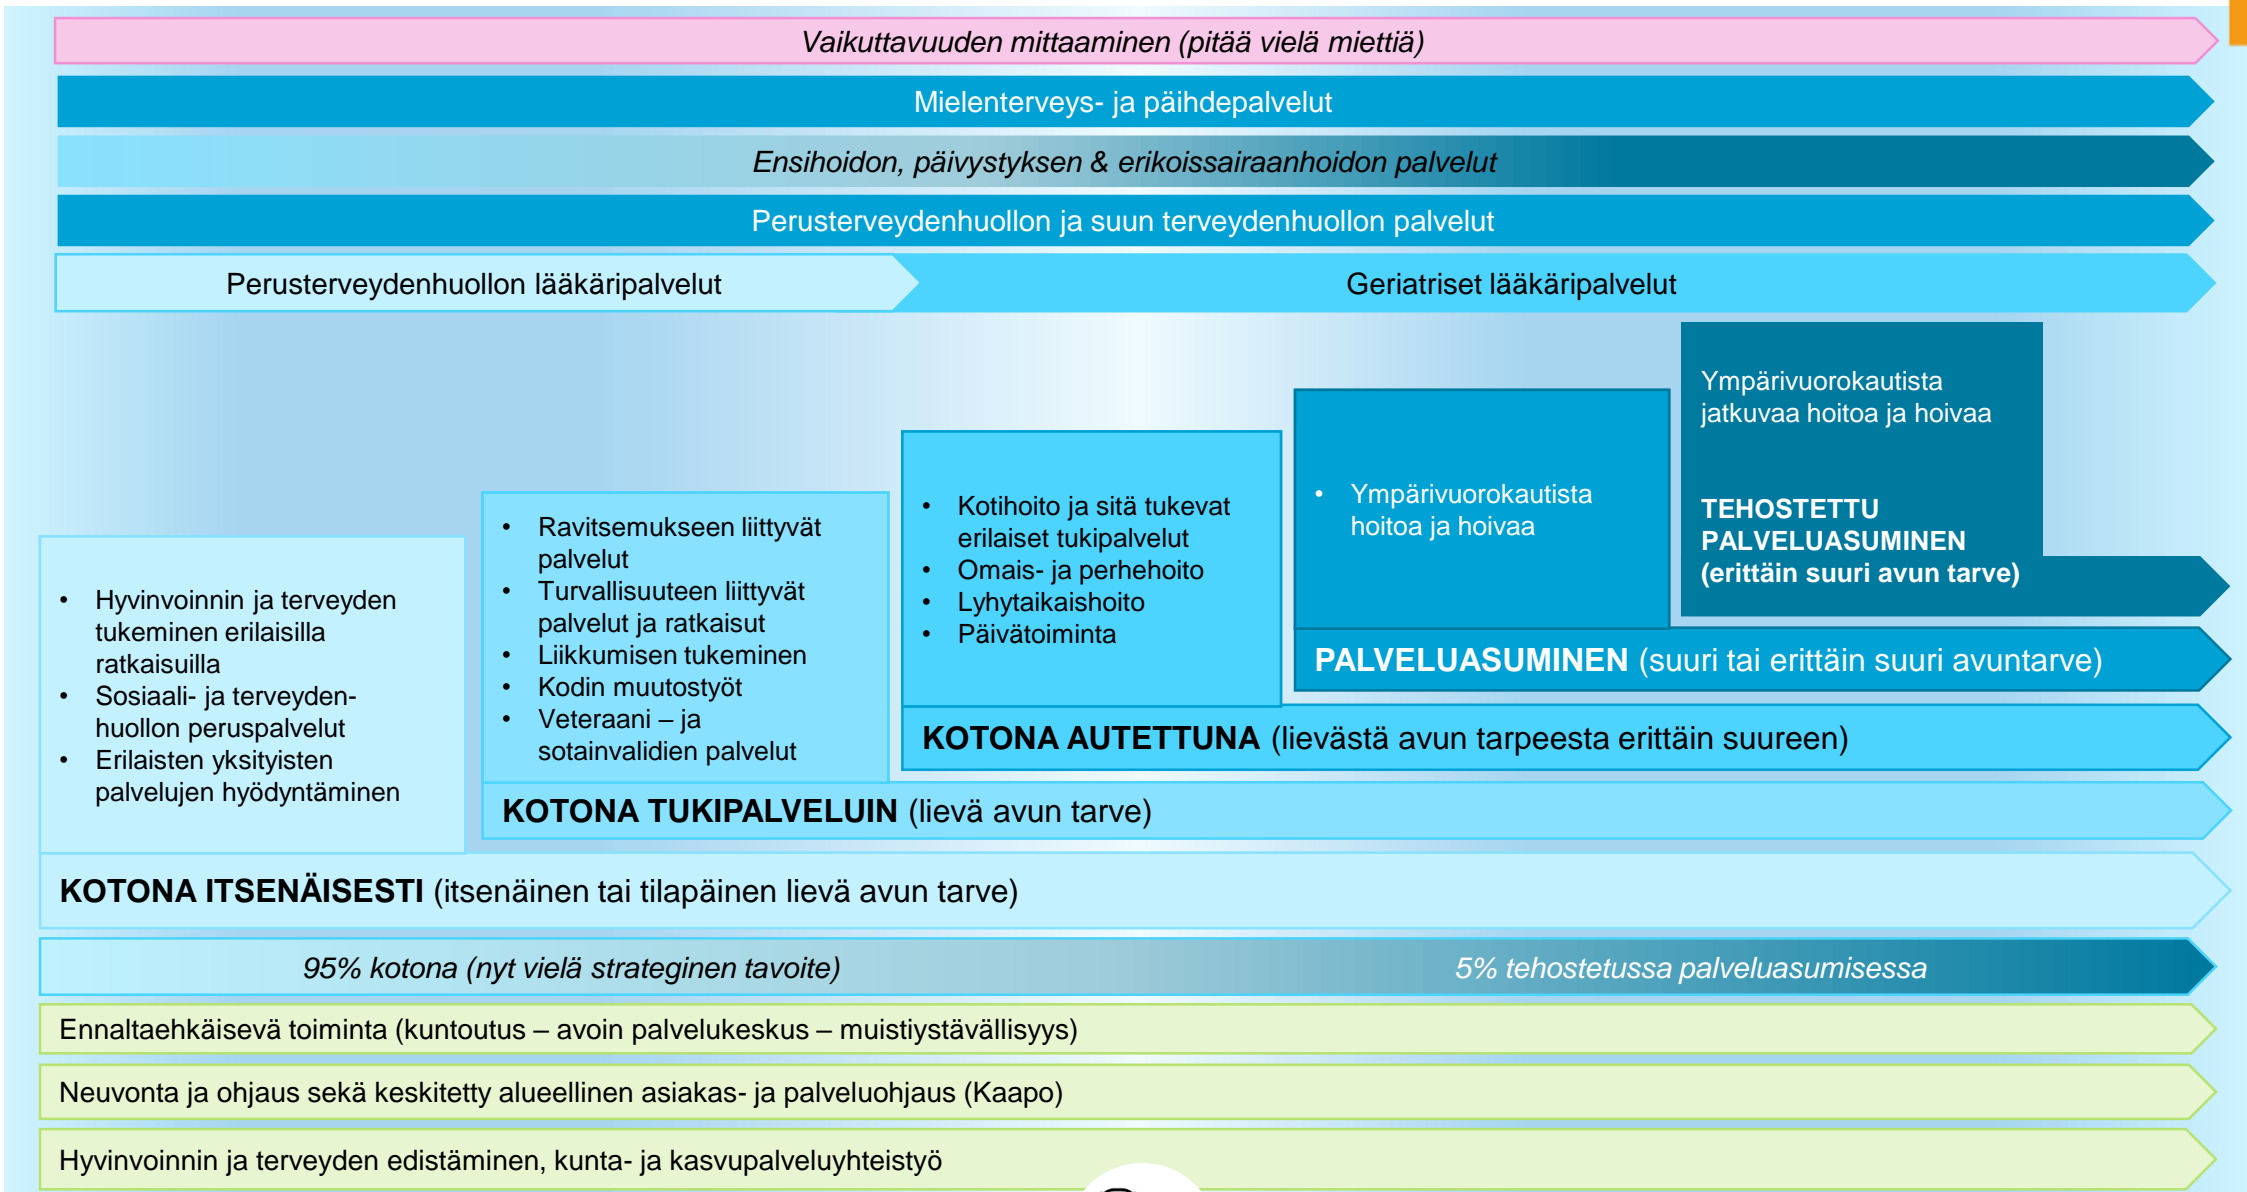 Vaikuttavuuden mittaaminen (pitää vielä miettiä)
Mielenterveys- ja päihdepalvelut
Ensihoidon, päivystyksen & erikoissairaanhoidon palvelut
Perusterveydenhuollon ja suun terveydenhuollon palvelut
Perusterveydenhuollon lääkäripalvelut
Geriatriset lääkäripalvelut
• Hyvinvoinnin ja terveyden
tukeminen erilaisilla
ratkaisuilla
• Sosiaali- ja terveyden-
huollon peruspalvelut
• Erilaisten yksityisten
palvelujen hyödyntäminen
KOTONA ITSENÄISESTI (itsenäinen tai tilapäinen lievä avun tarve)
• Ravitsemukseen liittyvät
palvelut
• Turvallisuuteen liittyvät
palvelut ja ratkaisut
• Liikkumisen tukeminen
• Kodin muutostyöt
• Veteraani – ja
sotainvalidien palvelut
KOTONA TUKIPALVELUIN (lievä avun tarve)
• Kotihoito ja sitä tukevat
erilaiset tukipalvelut
• Omais- ja perhehoito
• Lyhytaikaishoito
• Päivätoiminta
KOTONA AUTETTUNA (lievästä avun tarpeesta erittäin suureen)
• Ympärivuorokautista
hoitoa ja hoivaa
PALVELUASUMINEN (suuri tai erittäin suuri avuntarve)
Ympärivuorokautista
jatkuvaa hoitoa ja hoivaa
TEHOSTETTU
PALVELUASUMINEN
(erittäin suuri avun tarve)
95% kotona (nyt vielä strateginen tavoite)
5% tehostetussa palveluasumisessa
Ennaltaehkäisevä toiminta (kuntoutus – avoin palvelukeskus – muistiystävällisyys)
Neuvonta ja ohjaus sekä keskitetty alueellinen asiakas- ja palveluohjaus (Kaapo)
Hyvinvoinnin ja terveyden edistäminen, kunta- ja kasvupalveluyhteistyö